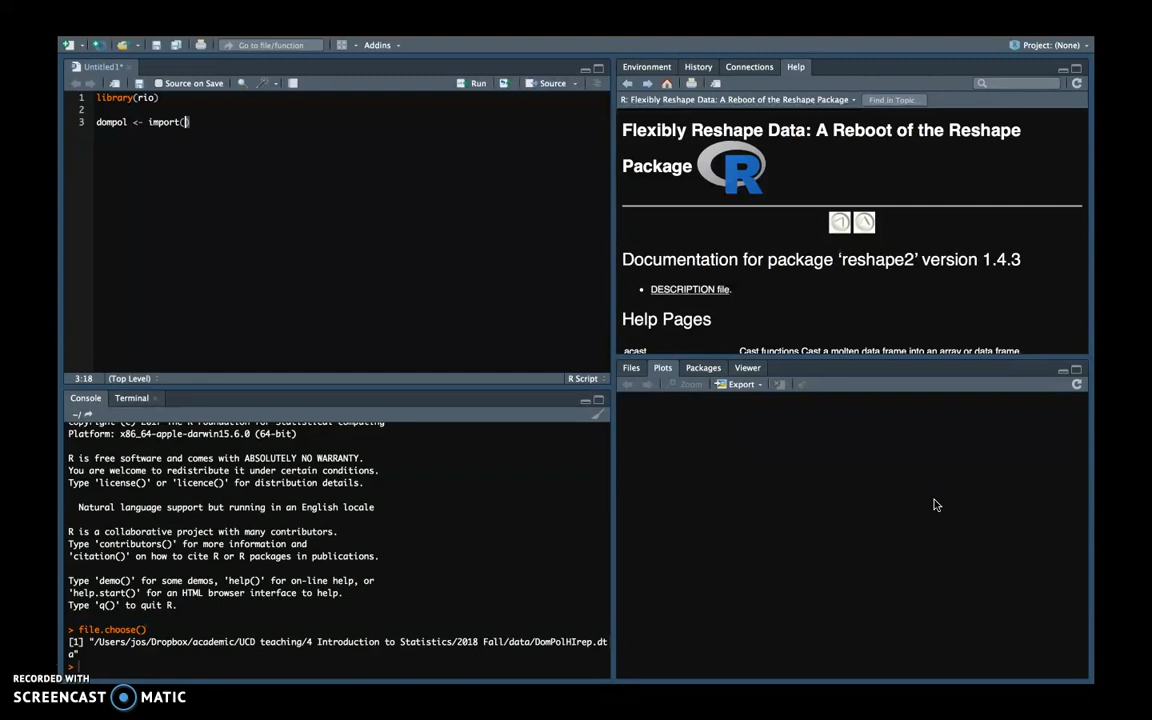 Go to file/function
Addins
Project: (None)
Untitled1*
Source on Save
Run
Source
1 library(rio)
2
3 dompol <- import()
3:18
(Top Level)
R Script
Console
Terminal
~/
Platform: x86_64-apple-darwin15.6.0 (64-bit)
R is free software and comes with ABSOLUTELY NO WARRANTY.
You are welcome to redistribute it under certain conditions.
Type 'license()' or 'licence()' for distribution details.
Natural language support but running in an English locale
R is a collaborative project with many contributors.
Type 'contributors()' for more information and
'citation()' on how to cite R or R packages in publications.
Type 'demo()' for some demos, 'help()' for on-line help, or
'help.start()' for an HTML browser interface to help.
Type 'q()' to quit R.
> file.choose()
[1] "/Users/jos/Dropbox/academic/UCD teaching/4 Introduction to Statistics/2018 Fall/data/DomPolHIrep.dt
a"
>
Environment
History
Connections
Help
R: Flexibly Reshape Data: A Reboot of the Reshape Package
Find in Topic
Flexibly Reshape Data: A Reboot of the Reshape
Package
R
Documentation for package ‘reshape2’ version 1.4.3
DESCRIPTION file.
Help Pages
acast
Cast functions Cast a molten data frame into an array or data frame.
Files
Plots
Packages
Viewer
Zoom
Export
RECORDED WITH
SCREENCAST MATIC